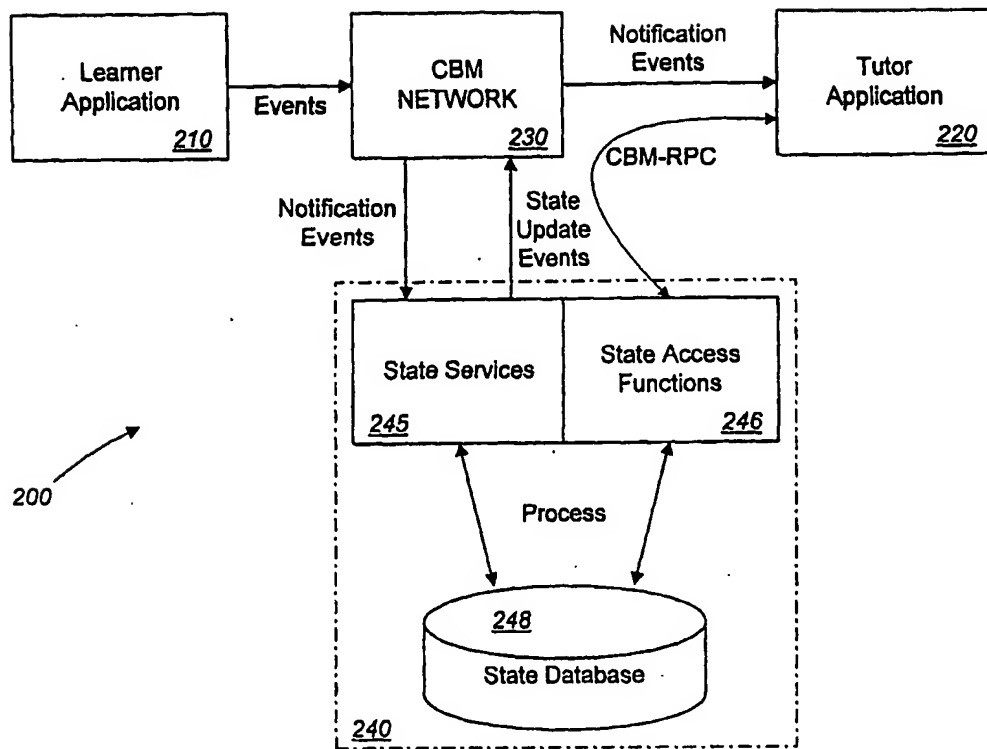 Learner
Application
210
Events
CBM
NETWORK
230
Notification
Events
Tutor
Application
220
CBM-RPC
Notification
Events
State
Update
Events
State Services
245
State Access
Functions
246
200
Process
248
State Database
240